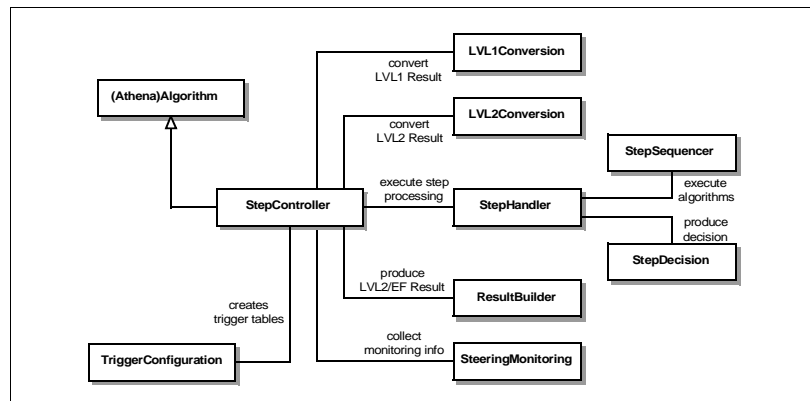 LVL1Conversion
convert
LVL1 Result
(Athena)Algorithm
LVL2Conversion
convert
LVL2 Result
StepSequencer
execute step
processing
execute
algorithms
StepController
StepHandler
produce
decision
StepDecision
produce
LVL2/EF Result
ResultBuilder
creates
trigger tables
collect
monitoring info
TriggerConfiguration
SteeringMonitoring